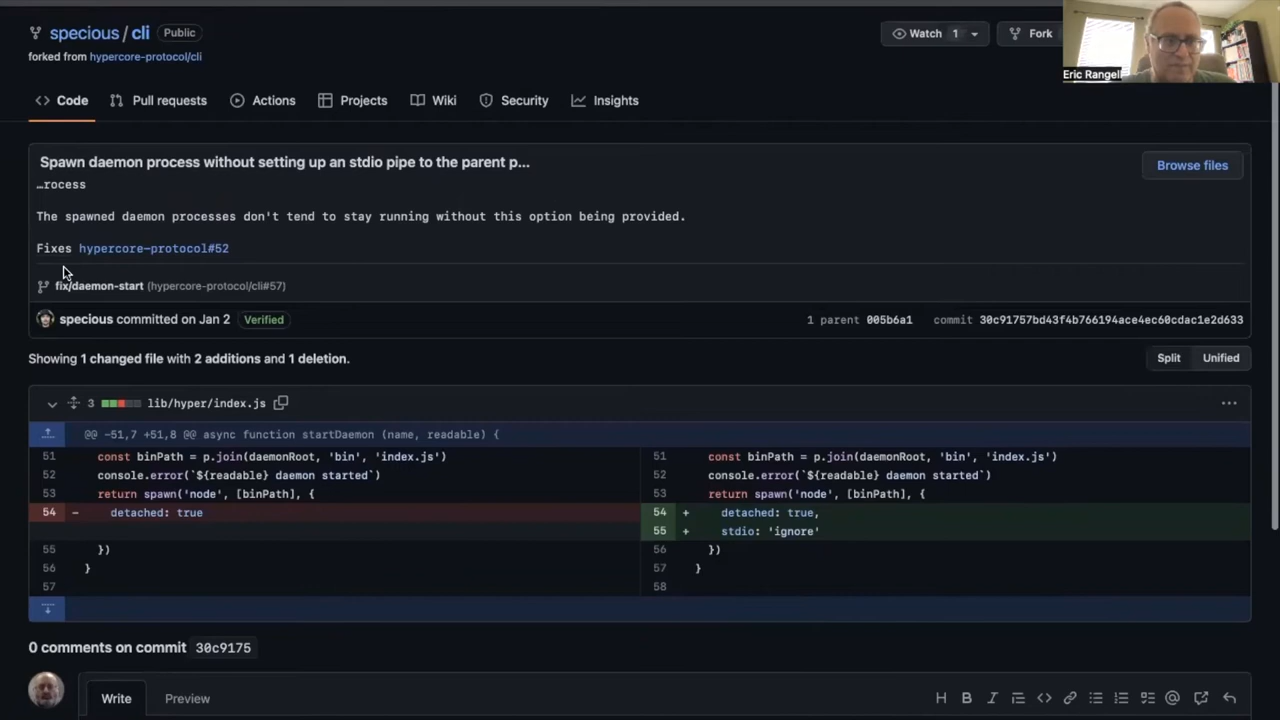 specious / cli Public
Watch 1
Fork
forked from hypercore-protocol/cli
Eric Rangell
Code
Pull requests
Actions
Projects
Wiki
Security
Insights
Spawn daemon process without setting up an stdio pipe to the parent p...
Browse files
…rocess
The spawned daemon processes don't tend to stay running without this option being provided.
Fixes hypercore-protocol#52
fix/daemon-start (hypercore-protocol/cli#57)
specious committed on Jan 2 Verified
1 parent 005b6a1 commit 30c91757bd43f4b766194ace4ec60cdac1e2d633
Showing 1 changed file with 2 additions and 1 deletion.
Split Unified
3 lib/hyper/index.js
@@ -51,7 +51,8 @@ async function startDaemon (name, readable) {
51 const binPath = p.join(daemonRoot, 'bin', 'index.js')
52 console.error(`${readable} daemon started`)
53 return spawn('node', [binPath], {
54 - detached: true
55 })
56 }
57
51 const binPath = p.join(daemonRoot, 'bin', 'index.js')
52 console.error(`${readable} daemon started`)
53 return spawn('node', [binPath], {
54 + detached: true,
55 + stdio: 'ignore'
56 })
57 }
58
0 comments on commit 30c9175
Write
Preview